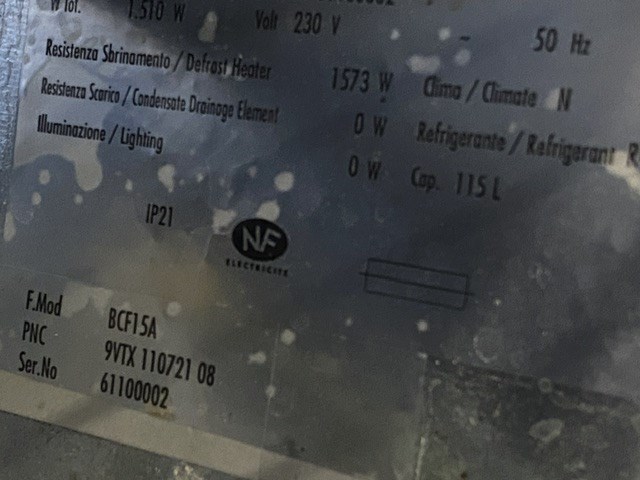 W Tot. 1.510 W Volt 230 V - 50 Hz
Resistenza Sbrinamento / Defrost Heater 1573 W Clima / Climate N
Resistenza Scarico / Condensate Drainage Element 0 W Refrigerante / Refrigerant R
Illuminazione / Lighting 0 W Cap. 115 L
IP21
NF
ELECTRICITE
F.Mod BCF15A
PNC 9VTX 110721 08
Ser.No 61100002